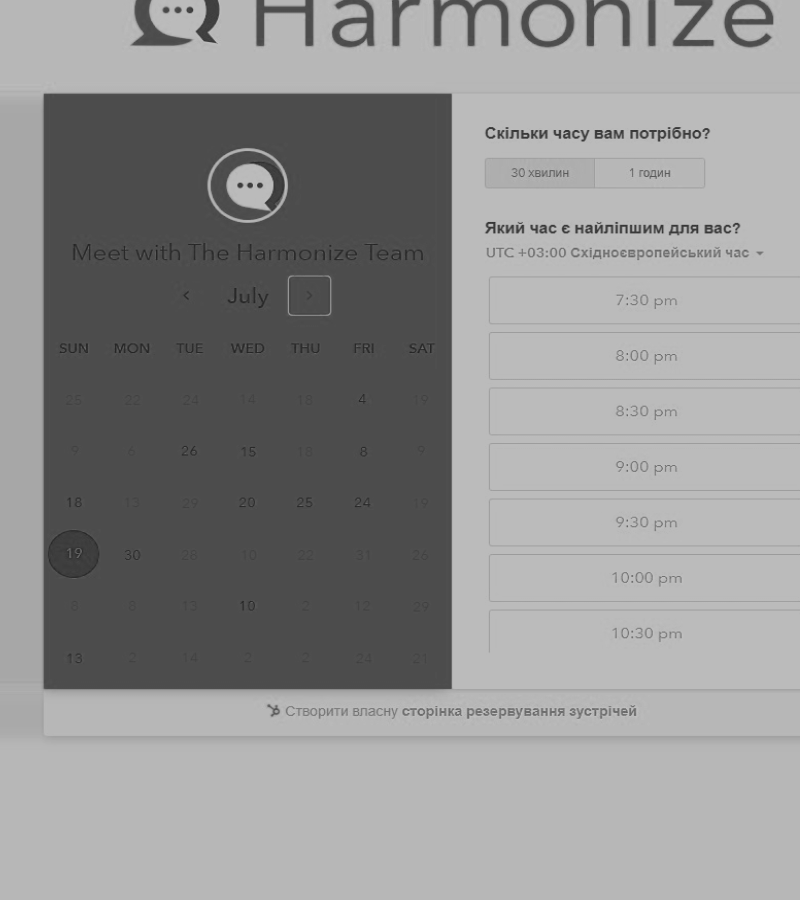 Harmonize
Meet with The Harmonize Team
July
SUN MON TUE WED THU FRI SAT
25 22 24 14 18 4 19
9 6 26 15 18 8 9
18 13 29 20 25 24 19
19 30 28 10 22 31 26
8 8 13 10 2 12 29
13 2 14 2 2 24 21
Скільки часу вам потрібно?
30 хвилин 1 годин
Який час є найліпшим для вас?
UTC +03:00 Східноєвропейський час
7:30 pm
8:00 pm
8:30 pm
9:00 pm
9:30 pm
10:00 pm
10:30 pm
Створити власну сторінка резервування зустрічей